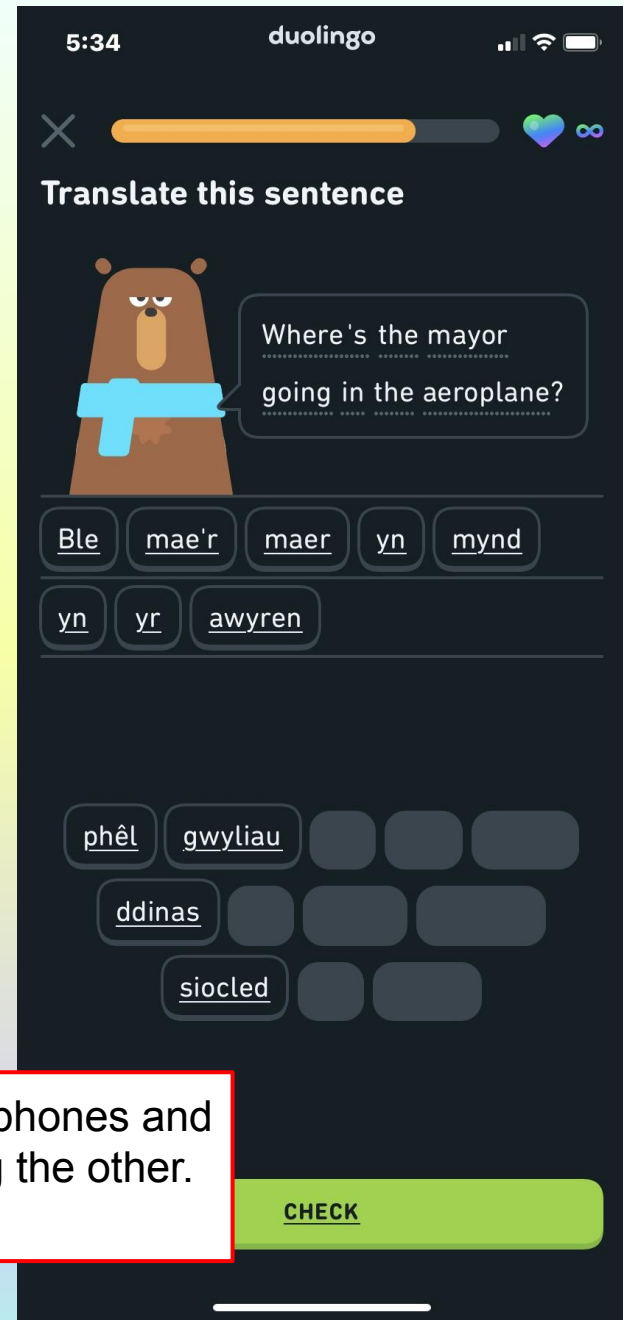 5:34 duolingo
∞
Translate this sentence
Where's the mayor
going in the aeroplane?
Ble mae'r maer yn mynd
yn yr awyren
phêl gwyliau
ddinas
siocled
phones and
the other.
CHECK